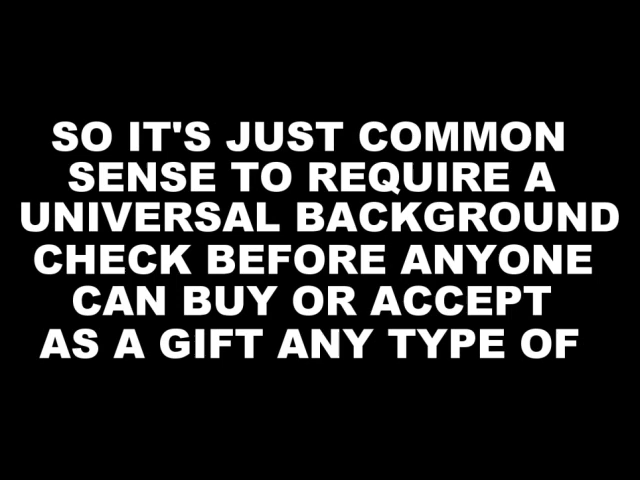 SO IT'S JUST COMMON
SENSE TO REQUIRE A
UNIVERSAL BACKGROUND
CHECK BEFORE ANYONE
CAN BUY OR ACCEPT
AS A GIFT ANY TYPE OF